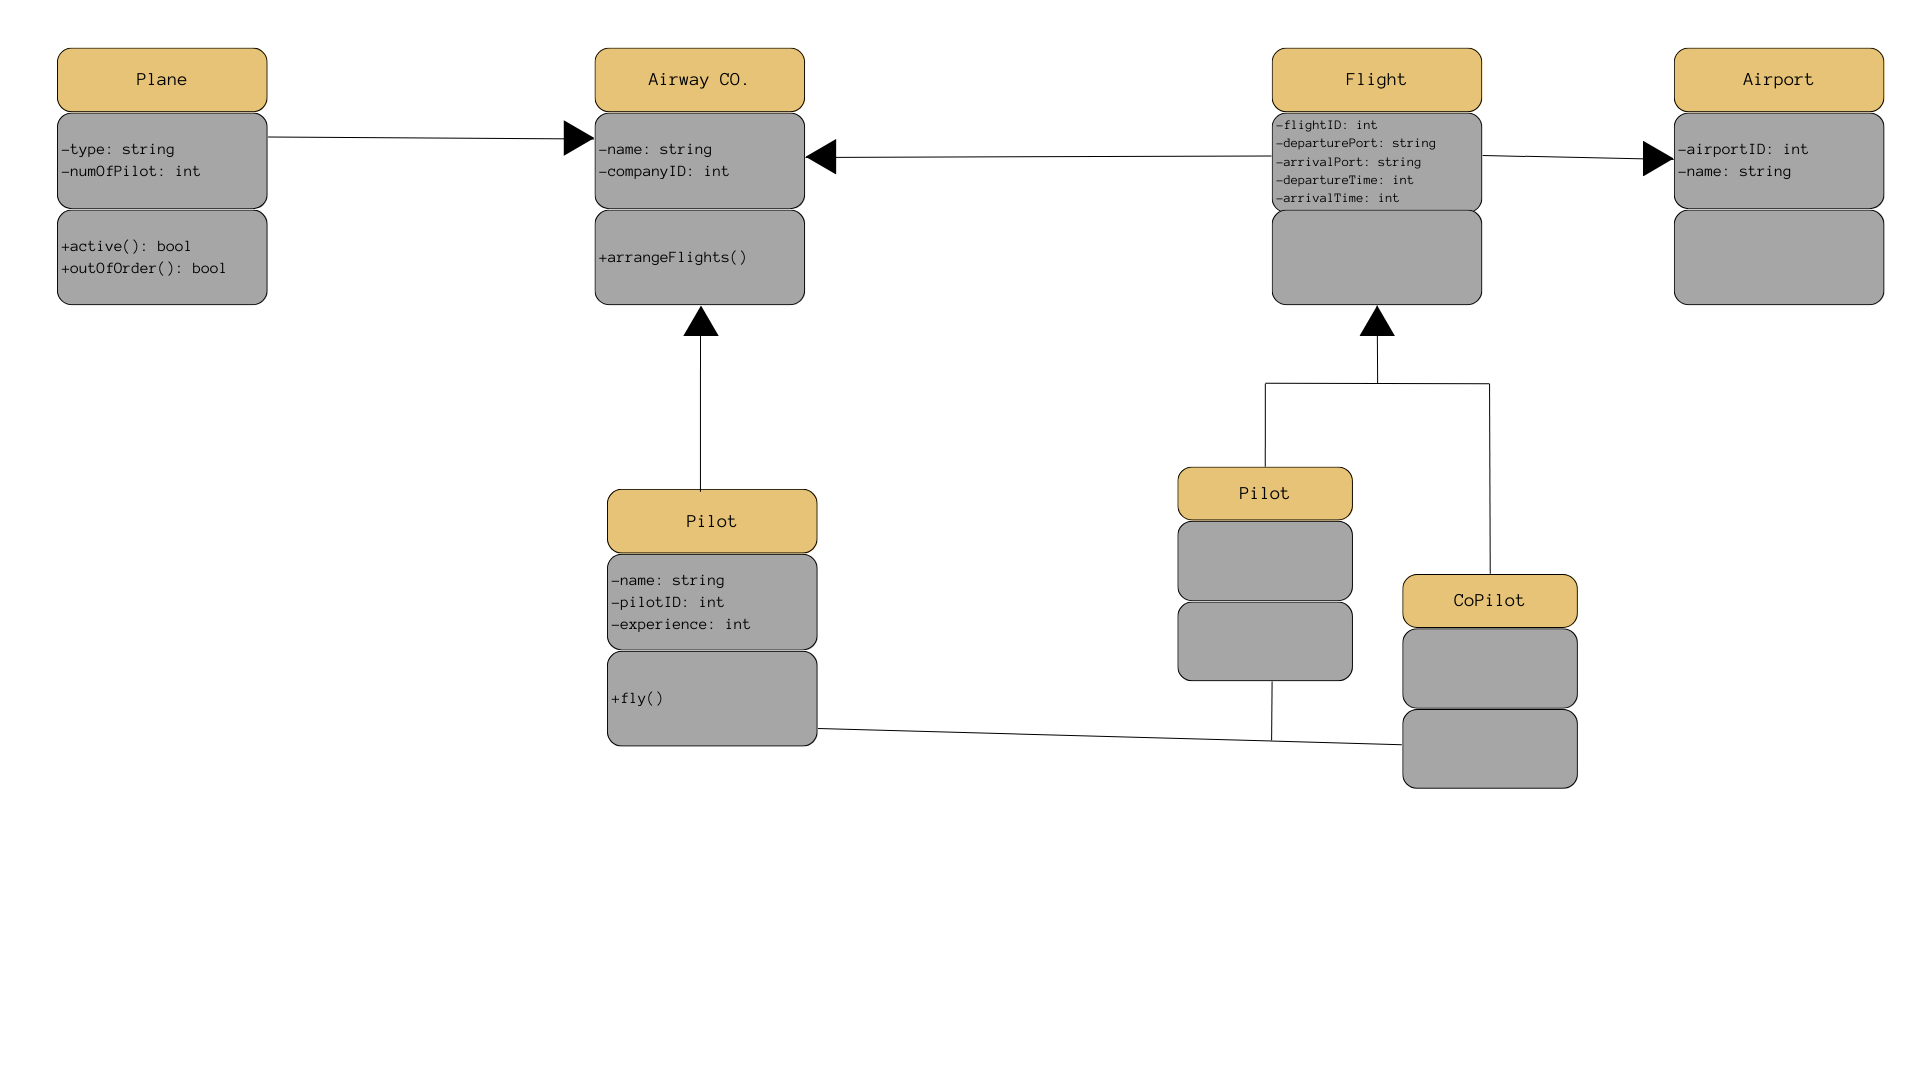 Plane
-type: string
-numOfPilot: int
+active(): bool
+outOfOrder(): bool
Airway CO.
-name: string
-companyID: int
+arrangeFlights()
Flight
-flightID: int
-departurePort: string
-arrivalPort: string
-departureTime: int
-arrivalTime: int
Airport
-airportID: int
-name: string
Pilot
-name: string
-pilotID: int
-experience: int
+fly()
Pilot
CoPilot